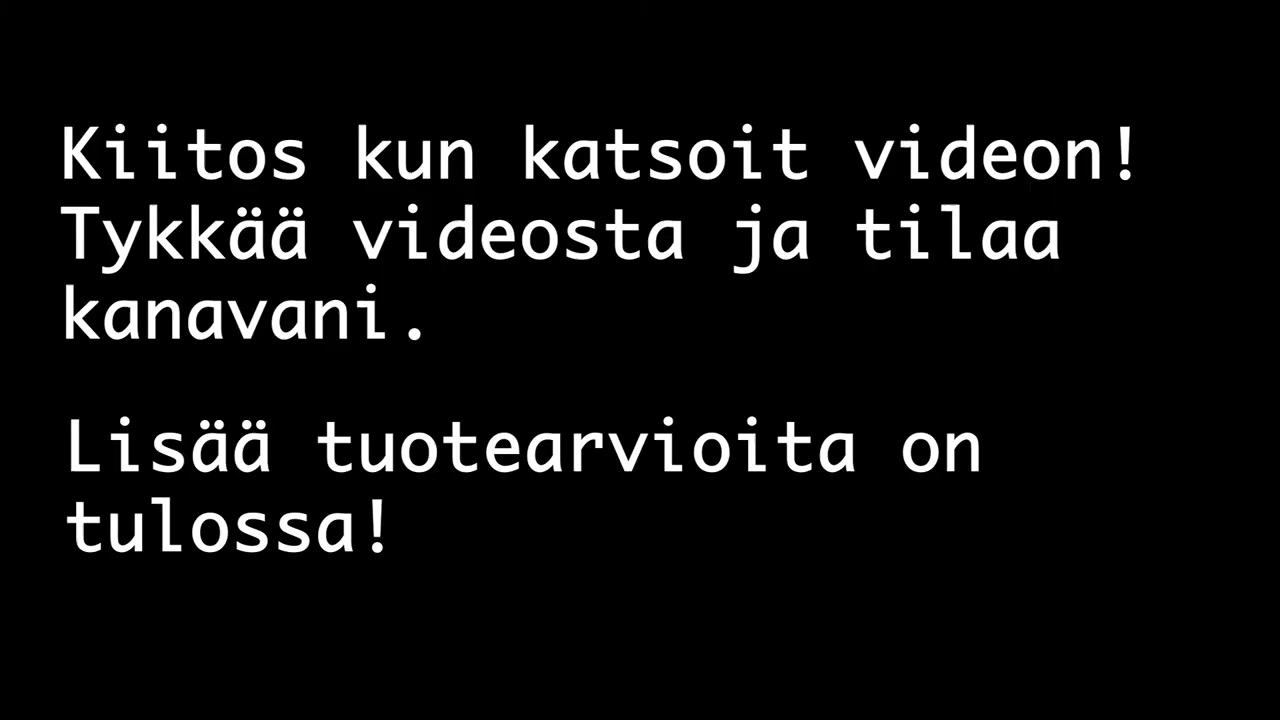 Kiitos kun katsoit videon!
Tykkää videosta ja tilaa
kanavani.
Lisää tuotearvioita on
tulossa!